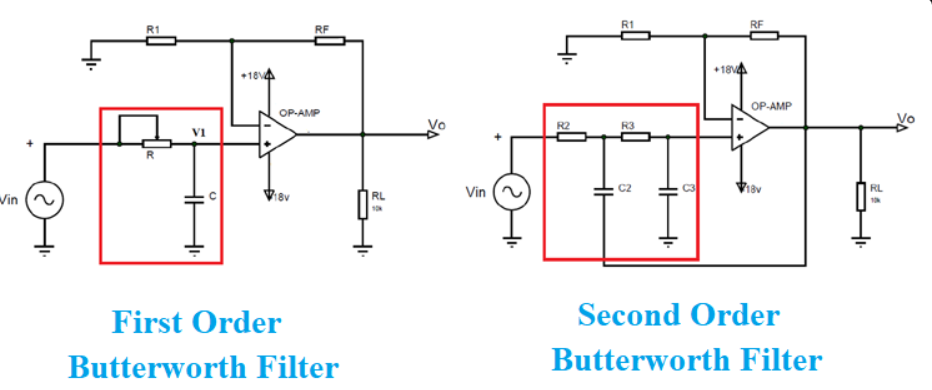 R1
RF
+18V
OP-AMP
Vo
+
V1
R
Vin
C
18v
RL
10k
First Order
Butterworth Filter
R1
RF
+18V
OP-AMP
Vo
+
R2
R3
Vin
C2
C3
18v
RL
10k
Second Order
Butterworth Filter